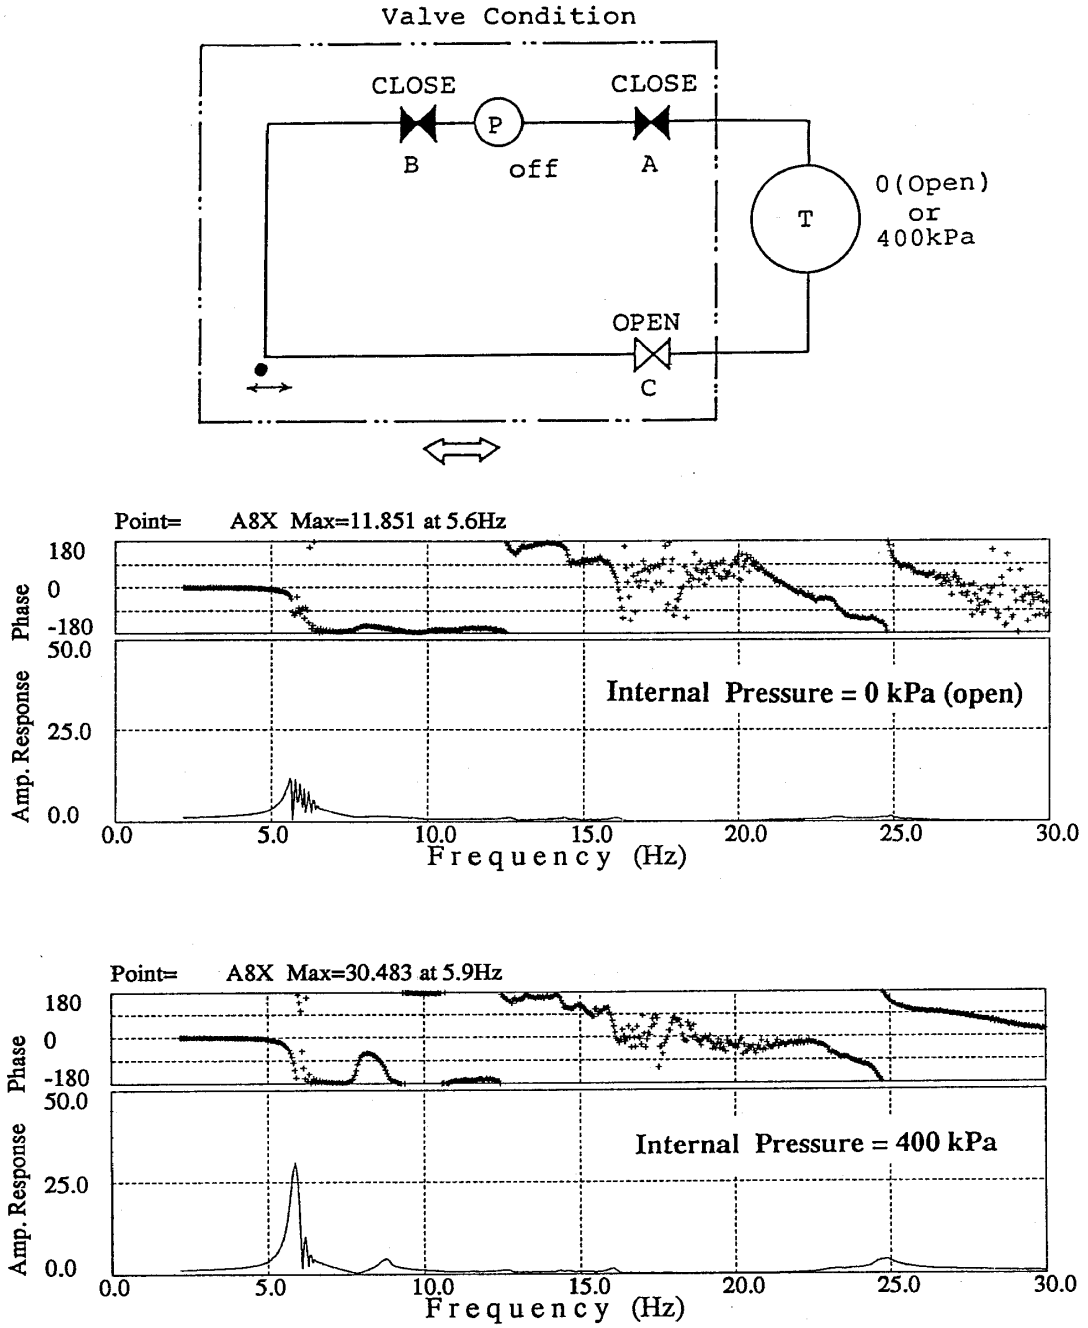 Valve Condition
CLOSE
CLOSE
P
B
off
A
T
0(Open)
or
400kPa
OPEN
C
Point= A8X Max=11.851 at 5.6Hz
180
0
-180
Phase
50.0
25.0
0.0
Amp. Response
Internal Pressure = 0 kPa (open)
0.0 5.0 10.0 15.0 20.0 25.0 30.0
Frequency (Hz)
Point= A8X Max=30.483 at 5.9Hz
180
0
-180
Phase
50.0
25.0
0.0
Amp. Response
Internal Pressure = 400 kPa
0.0 5.0 10.0 15.0 20.0 25.0 30.0
Frequency (Hz)